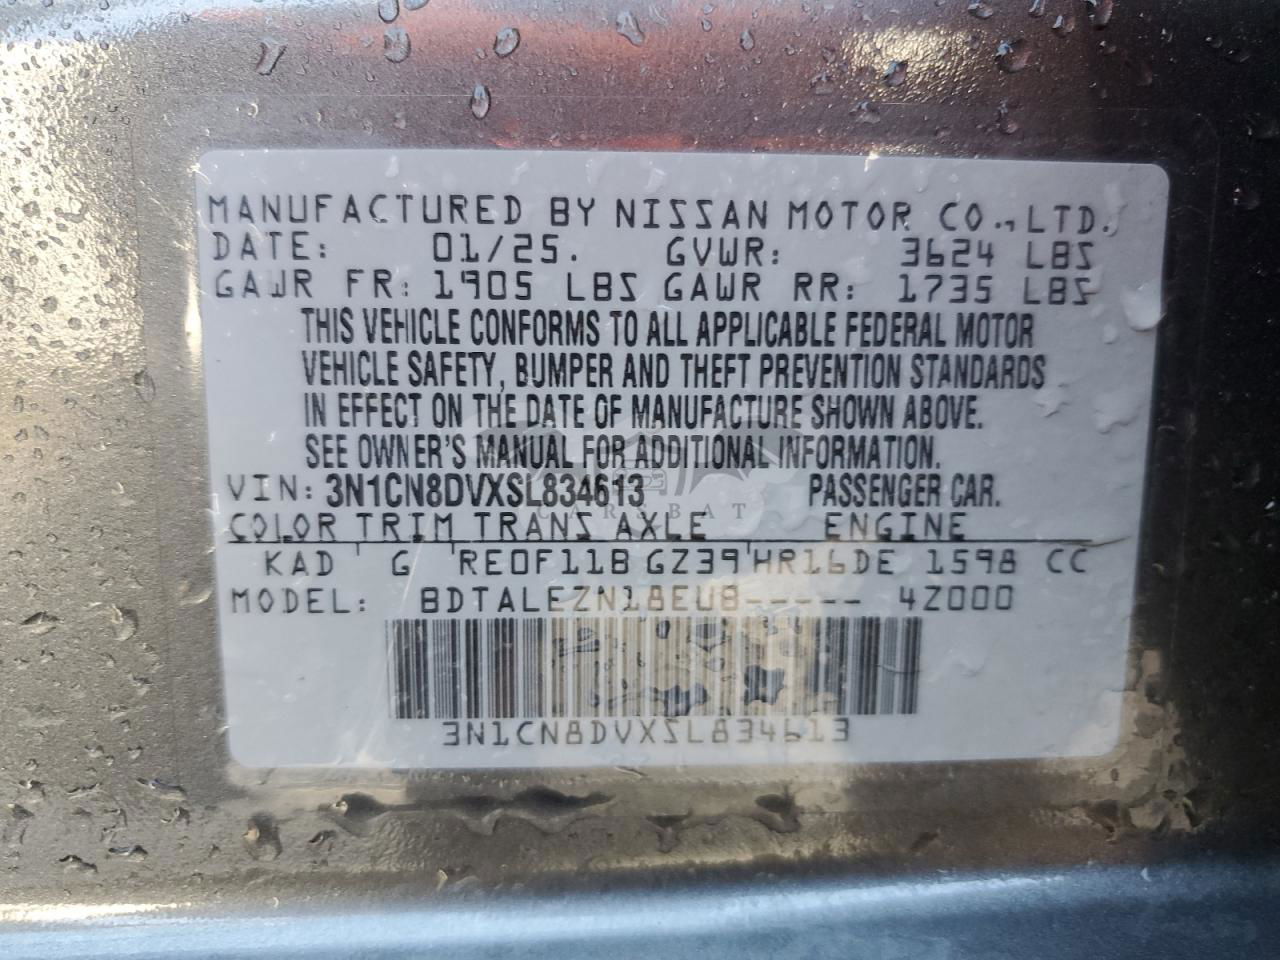 MANUFACTURED BY NISSAN MOTOR CO., LTD.
DATE: 01/25. GVWR: 3624 LBS
GAWR FR: 1905 LBS GAWR RR: 1735 LBS
THIS VEHICLE CONFORMS TO ALL APPLICABLE FEDERAL MOTOR
VEHICLE SAFETY, BUMPER AND THEFT PREVENTION STANDARDS
IN EFFECT ON THE DATE OF MANUFACTURE SHOWN ABOVE.
SEE OWNER'S MANUAL FOR ADDITIONAL INFORMATION.
VIN: 3N1CN8DVXSL834613 PASSENGER CAR.
CARSBAT
COLOR TRIM TRANS AXLE ENGINE
KAD G RE0F11B GZ39 HR16DE 1598 CC
MODEL: BDTALEZN18EU8----- 4Z000
3N1CN8DVXSL834613